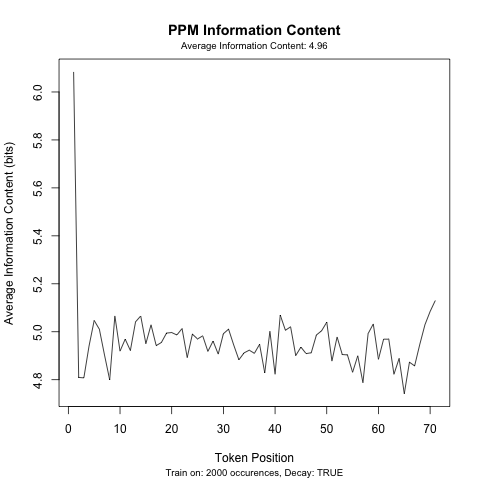 PPM Information Content
Average Information Content: 4.96
Average Information Content (bits)
6.0
5.8
5.6
5.4
5.2
5.0
4.8
0 10 20 30 40 50 60 70
Token Position
Train on: 2000 occurences, Decay: TRUE